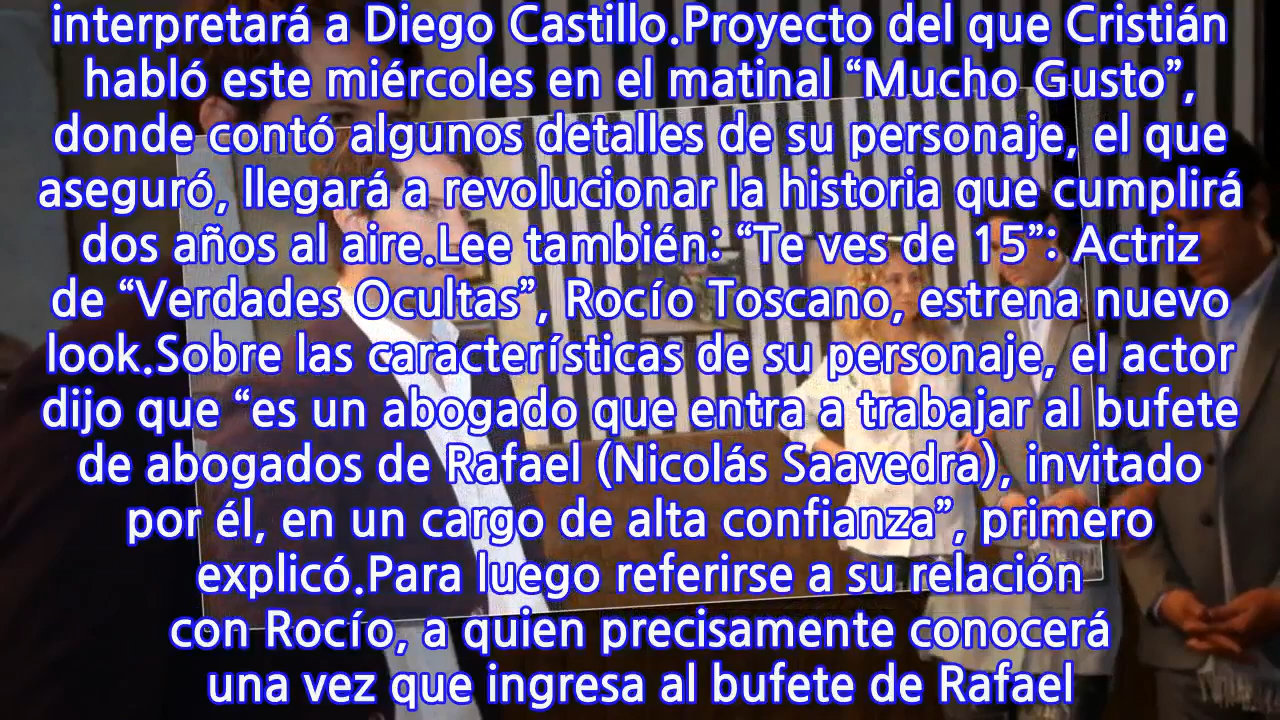 interpretará a Diego Castillo.Proyecto del que Cristián
habló este miércoles en el matinal “Mucho Gusto”,
donde contó algunos detalles de su personaje, el que
aseguró, llegará a revolucionar la historia que cumplirá
dos años al aire.Lee también: “Te ves de 15”: Actriz
de “Verdades Ocultas”, Rocío Toscano, estrena nuevo
look.Sobre las características de su personaje, el actor
dijo que “es un abogado que entra a trabajar al bufete
de abogados de Rafael (Nicolás Saavedra), invitado
por él, en un cargo de alta confianza”, primero
explicó.Para luego referirse a su relación
con Rocío, a quien precisamente conocerá
una vez que ingresa al bufete de Rafael